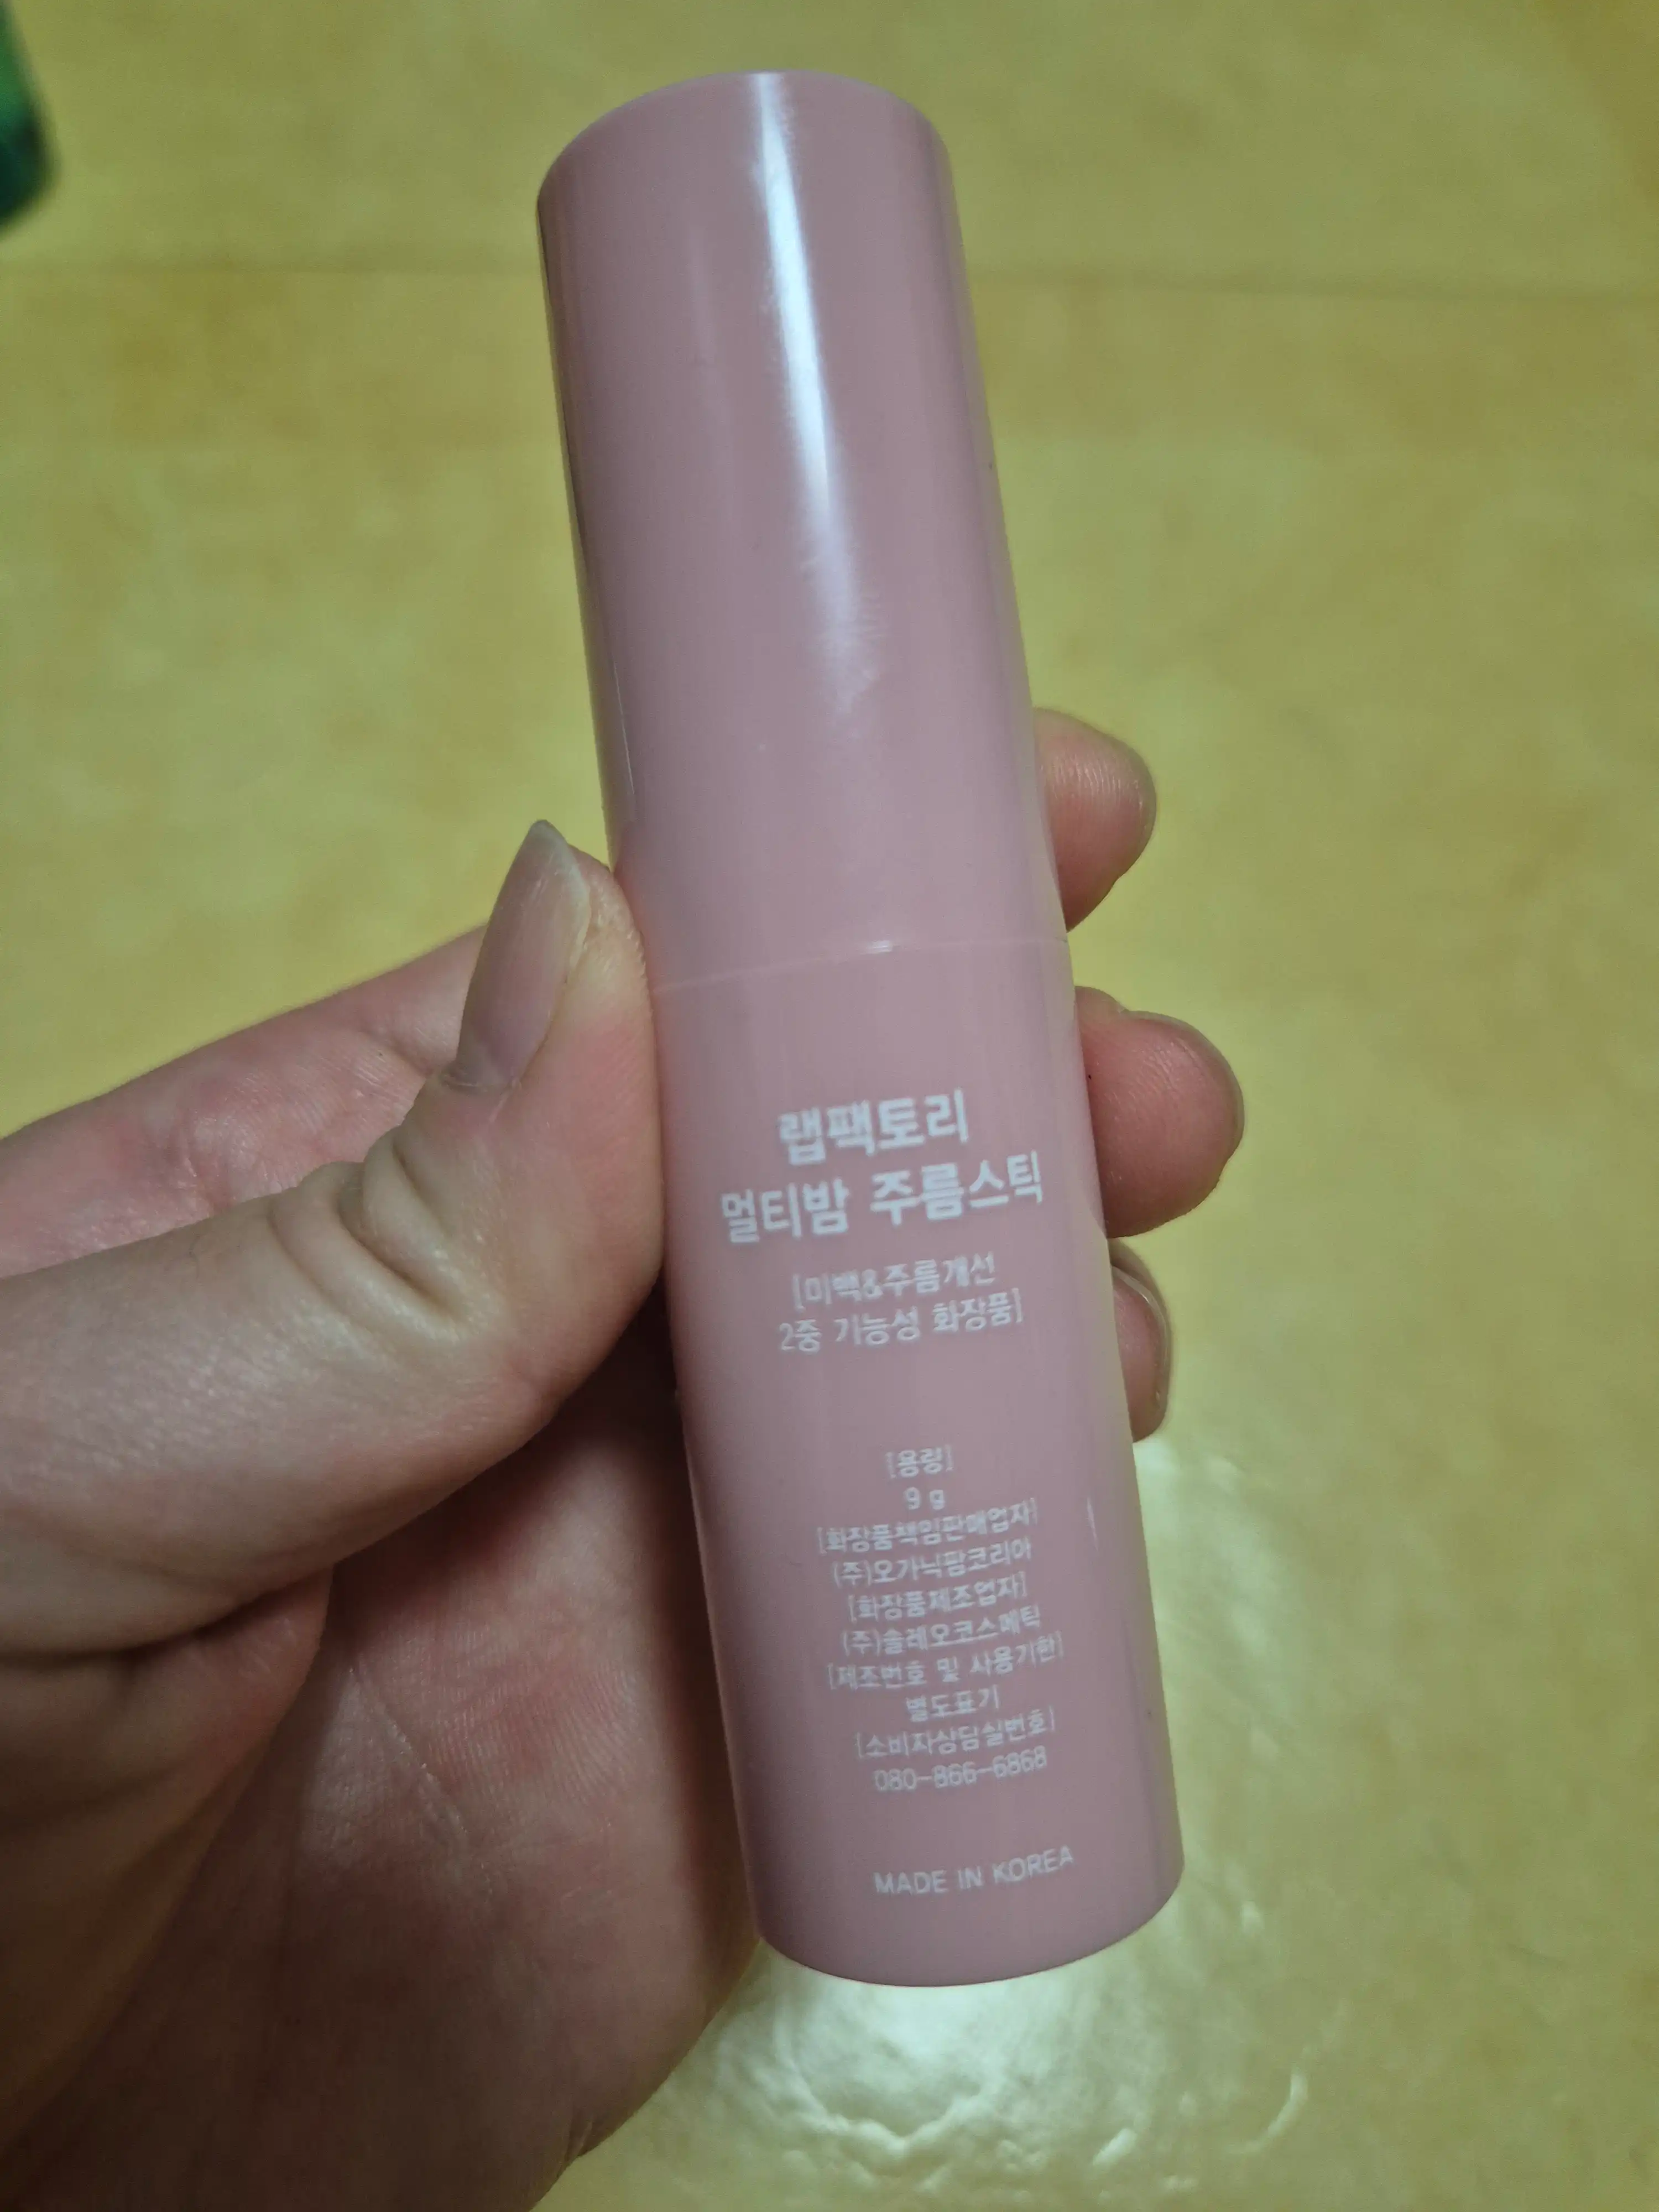 랩팩토리
멀티밤 주름스틱
[미백&주름개선
2중 기능성 화장품]
[용량]
9 g
[화장품책임판매업자]
(주)오가닉팜코리아
[화장품제조업자]
(주)솔레오코스메틱
[제조번호 및 사용기한]
별도표기
[소비자상담실번호]
080-866-6868
MADE IN KOREA